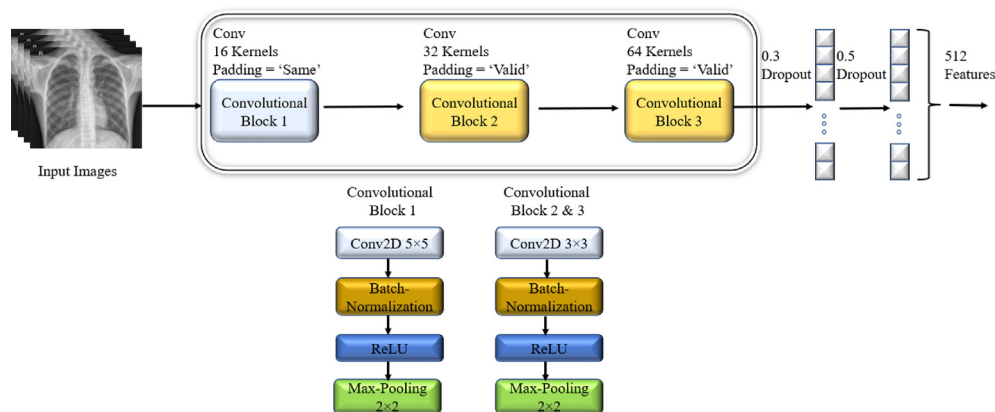 Conv
16 Kernels
Padding = ‘Same’
Convolutional
Block 1
Conv
32 Kernels
Padding = ‘Valid’
Convolutional
Block 2
Conv
64 Kernels
Padding = ‘Valid’
Convolutional
Block 3
0.3
Dropout
0.5
Dropout
512
Features
Input Images
Convolutional
Block 1
Conv2D 5×5
Batch-
Normalization
ReLU
Max-Pooling
2×2
Convolutional
Block 2 & 3
Conv2D 3×3
Batch-
Normalization
ReLU
Max-Pooling
2×2